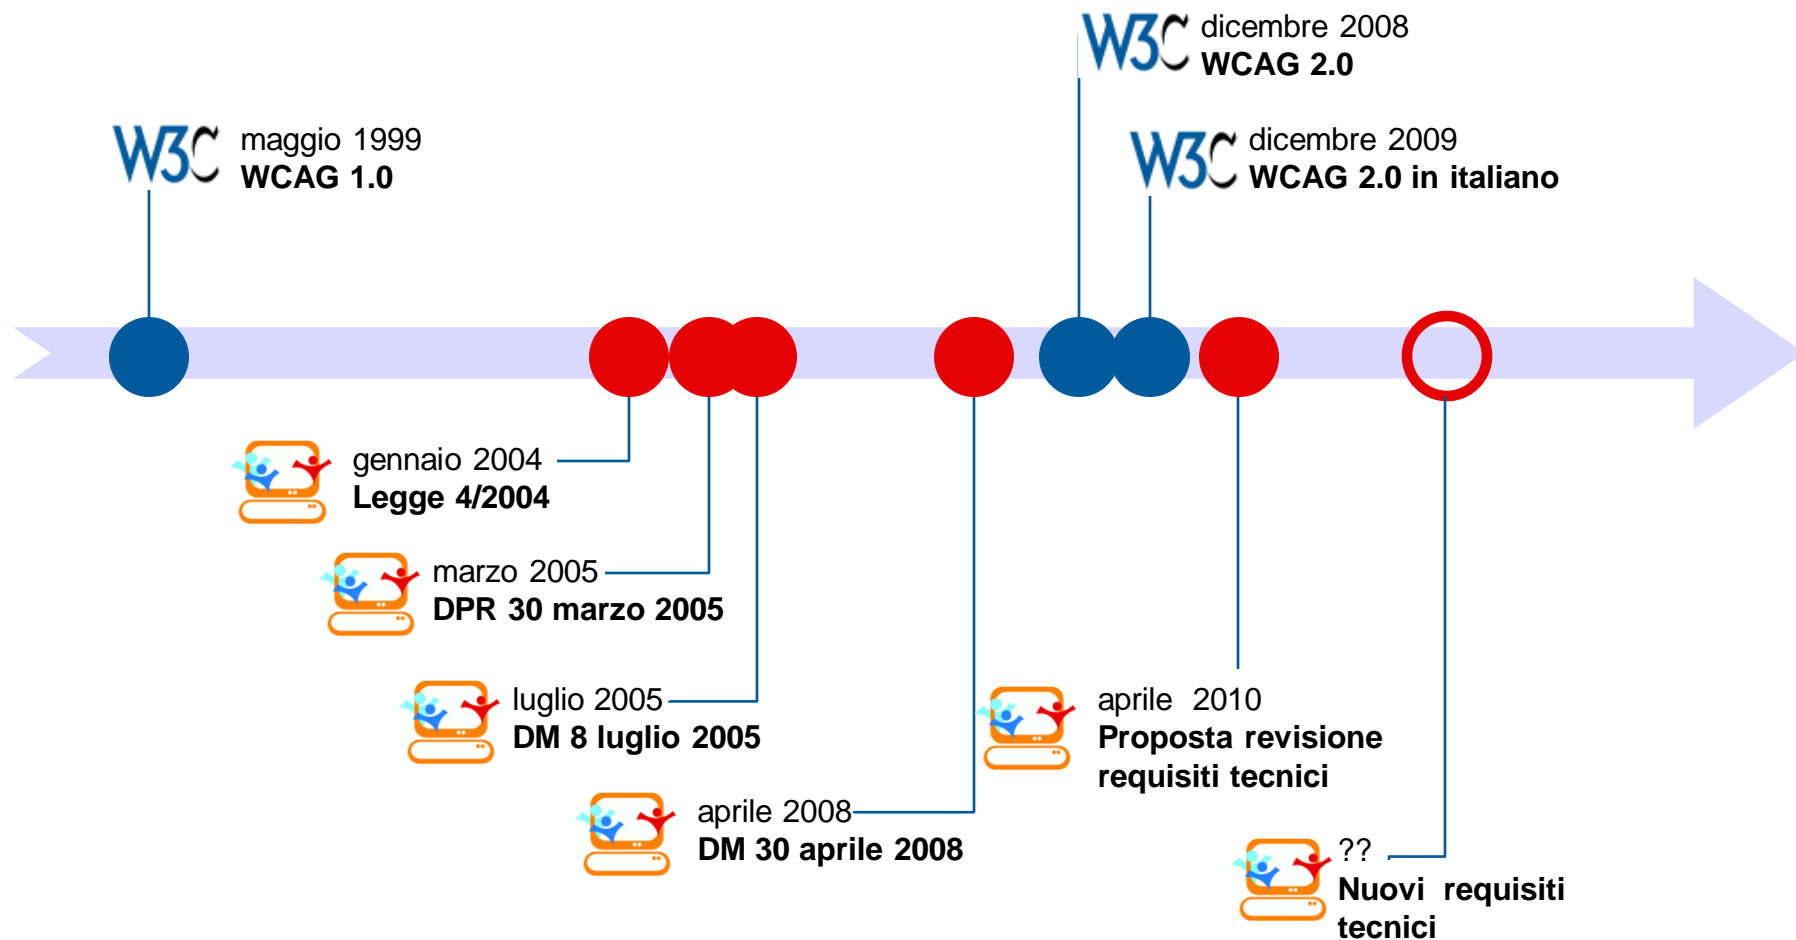 W3C
dicembre 2008
WCAG 2.0
W3C
maggio 1999
WCAG 1.0
W3C
dicembre 2009
WCAG 2.0 in italiano
gennaio 2004
Legge 4/2004
marzo 2005
DPR 30 marzo 2005
luglio 2005
DM 8 luglio 2005
aprile 2010
Proposta revisione
requisiti tecnici
aprile 2008
DM 30 aprile 2008
??
Nuovi requisiti
tecnici